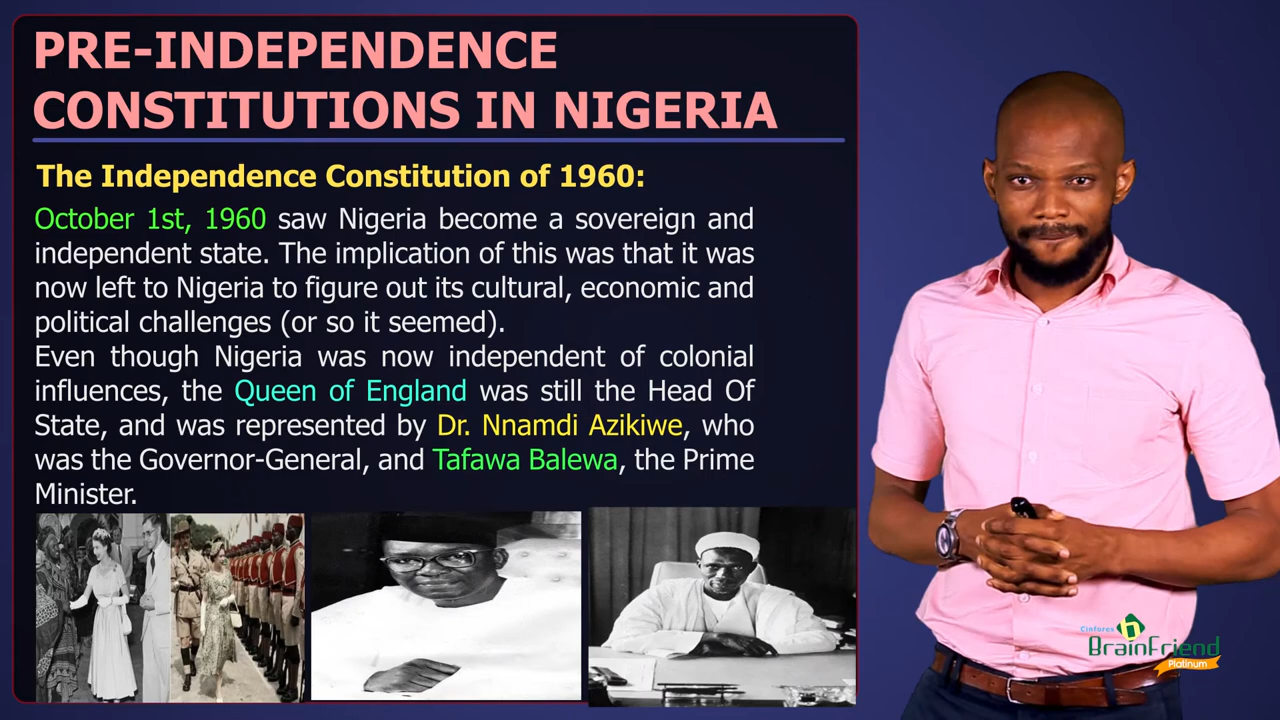 PRE-INDEPENDENCE
CONSTITUTIONS IN NIGERIA
The Independence Constitution of 1960:
October 1st, 1960 saw Nigeria become a sovereign and
independent state. The implication of this was that it was
now left to Nigeria to figure out its cultural, economic and
political challenges (or so it seemed).
Even though Nigeria was now independent of colonial
influences, the Queen of England was still the Head Of
State, and was represented by Dr. Nnamdi Azikiwe, who
was the Governor-General, and Tafawa Balewa, the Prime
Minister.
Cinfores
BrainFriend
Platinum